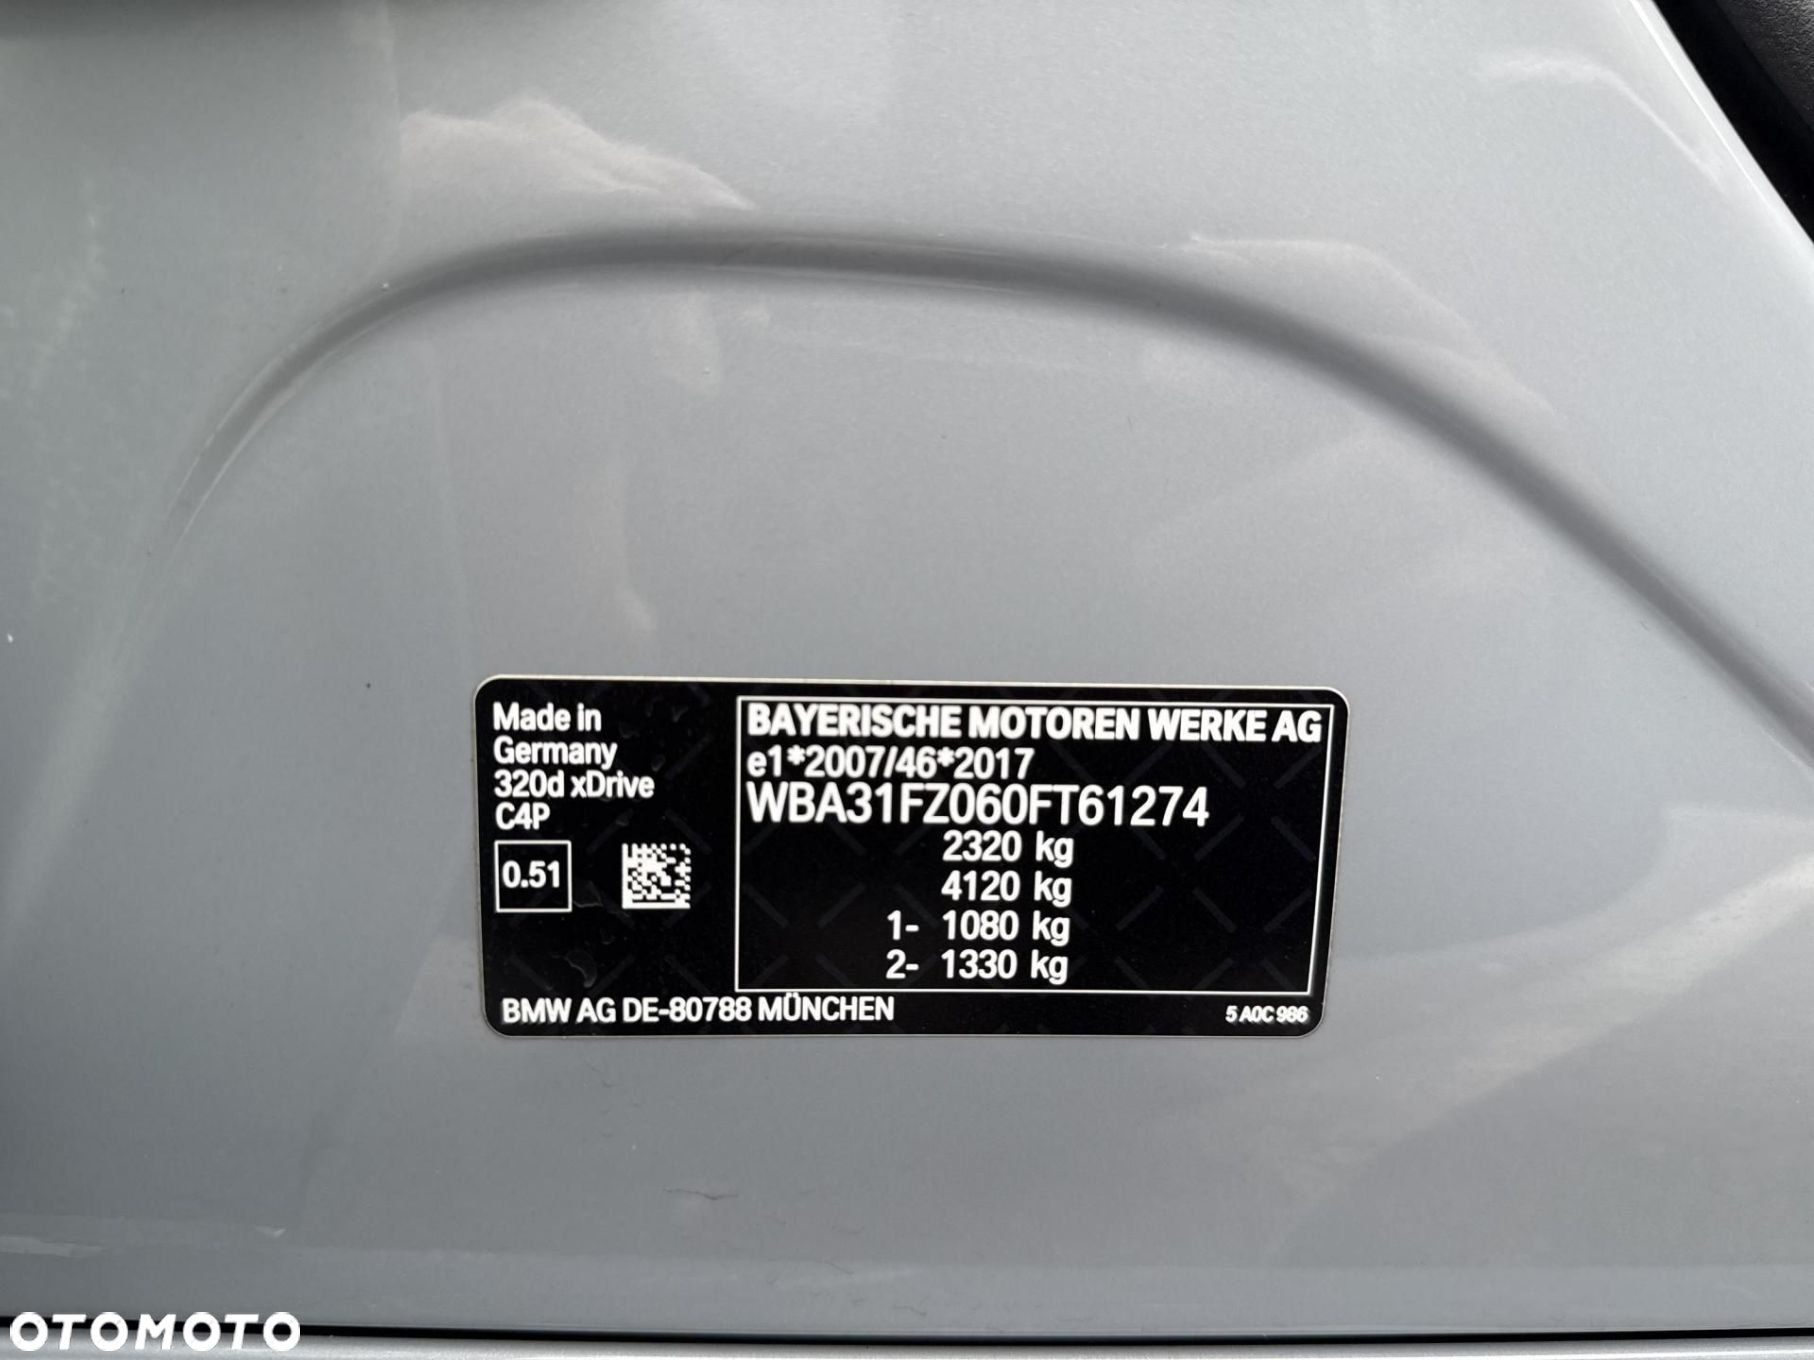 Made in
Germany
320d xDrive
C4P
0.51
BAYERISCHE MOTOREN WERKE AG
e1*2007/46*2017
WBA31FZ060FT61274
2320 kg
4120 kg
1- 1080 kg
2- 1330 kg
BMW AG DE-80788 MÜNCHEN
5 A0C 986
OTOMOTO